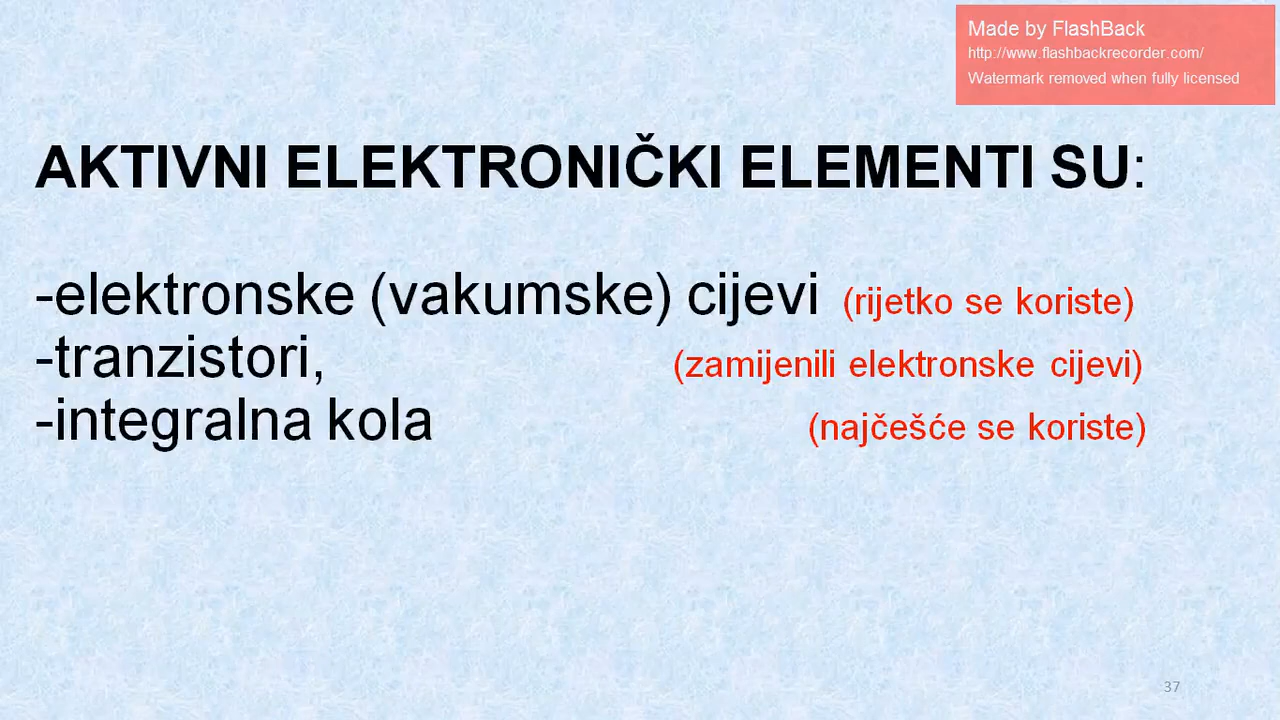 Made by FlashBack
http://www.flashbackrecorder.com/
Watermark removed when fully licensed
AKTIVNI ELEKTRONIČKI ELEMENTI SU:
-elektronske (vakumske) cijevi (rijetko se koriste)
-tranzistori, (zamijenili elektronske cijevi)
-integralna kola (najčešće se koriste)
37